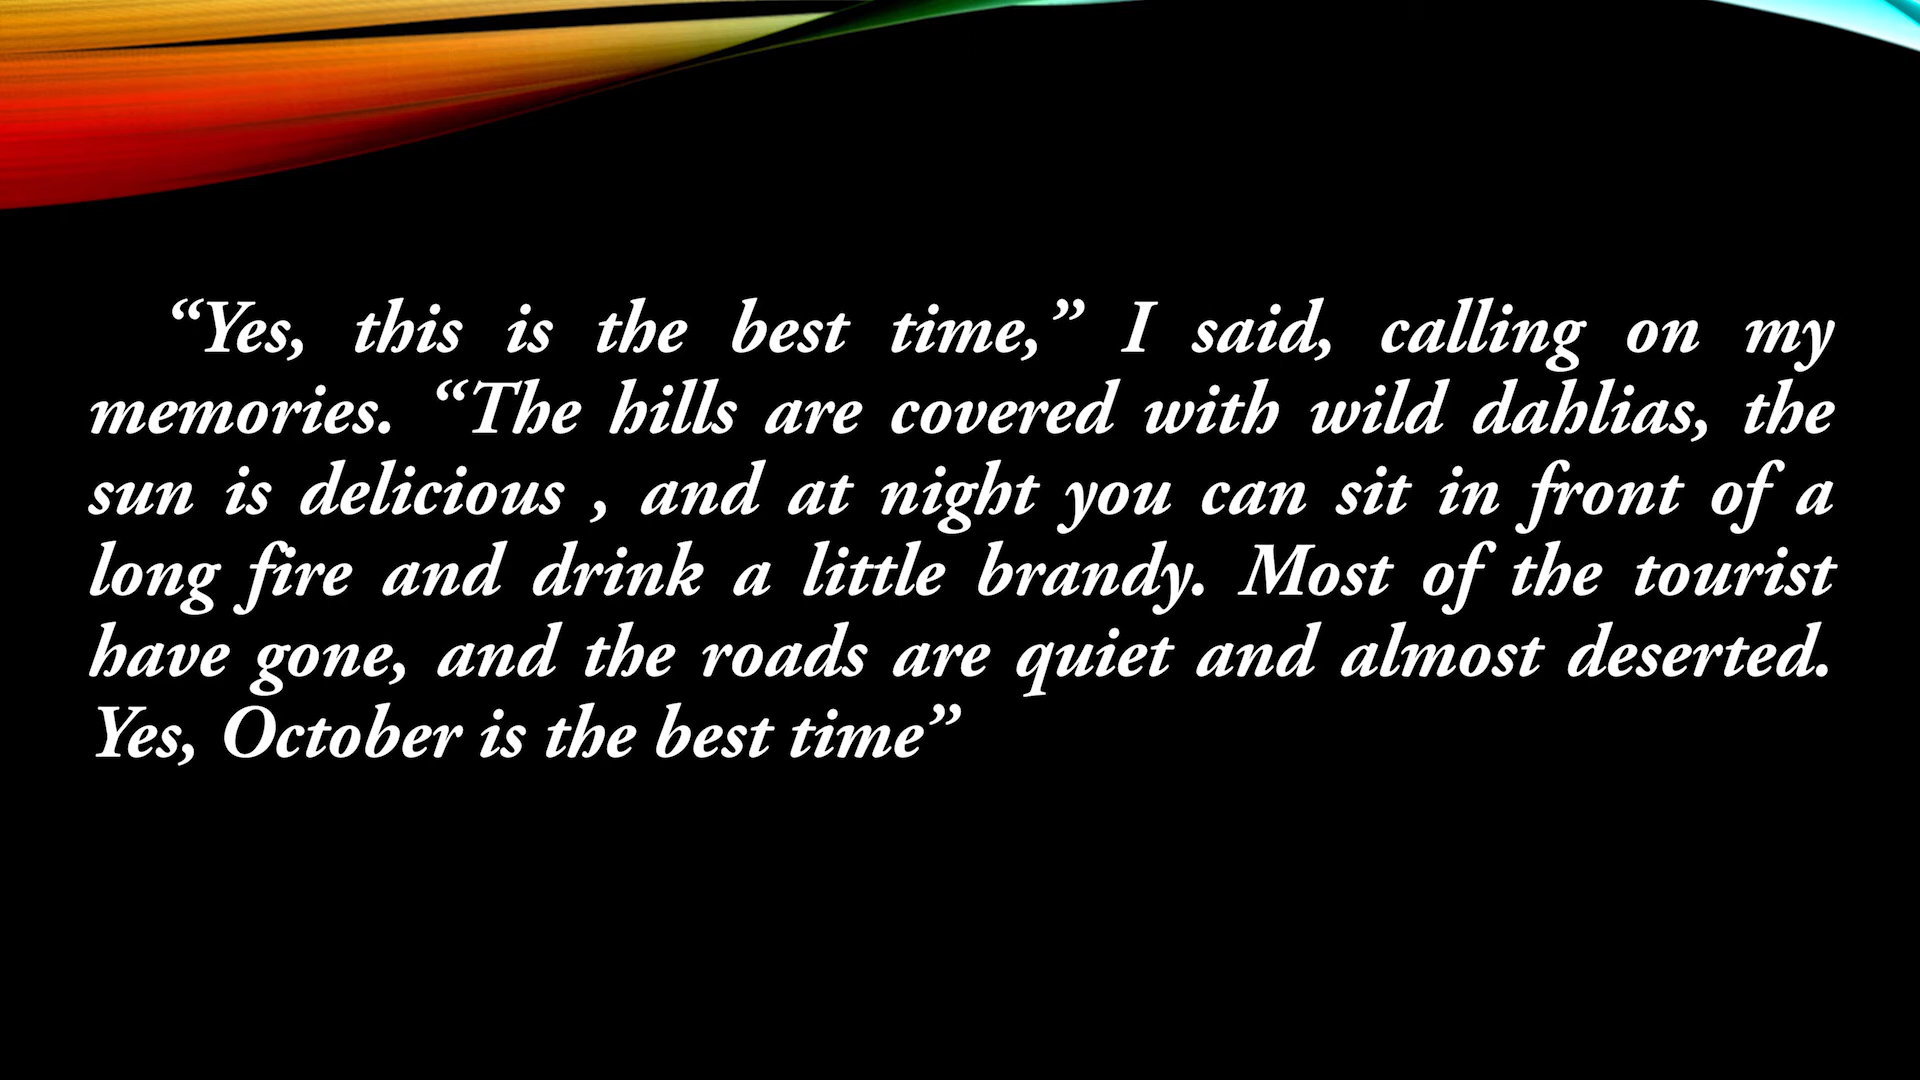 “Yes, this is the best time,” I said, calling on my
memories. “The hills are covered with wild dahlias, the
sun is delicious , and at night you can sit in front of a
long fire and drink a little brandy. Most of the tourist
have gone, and the roads are quiet and almost deserted.
Yes, October is the best time”